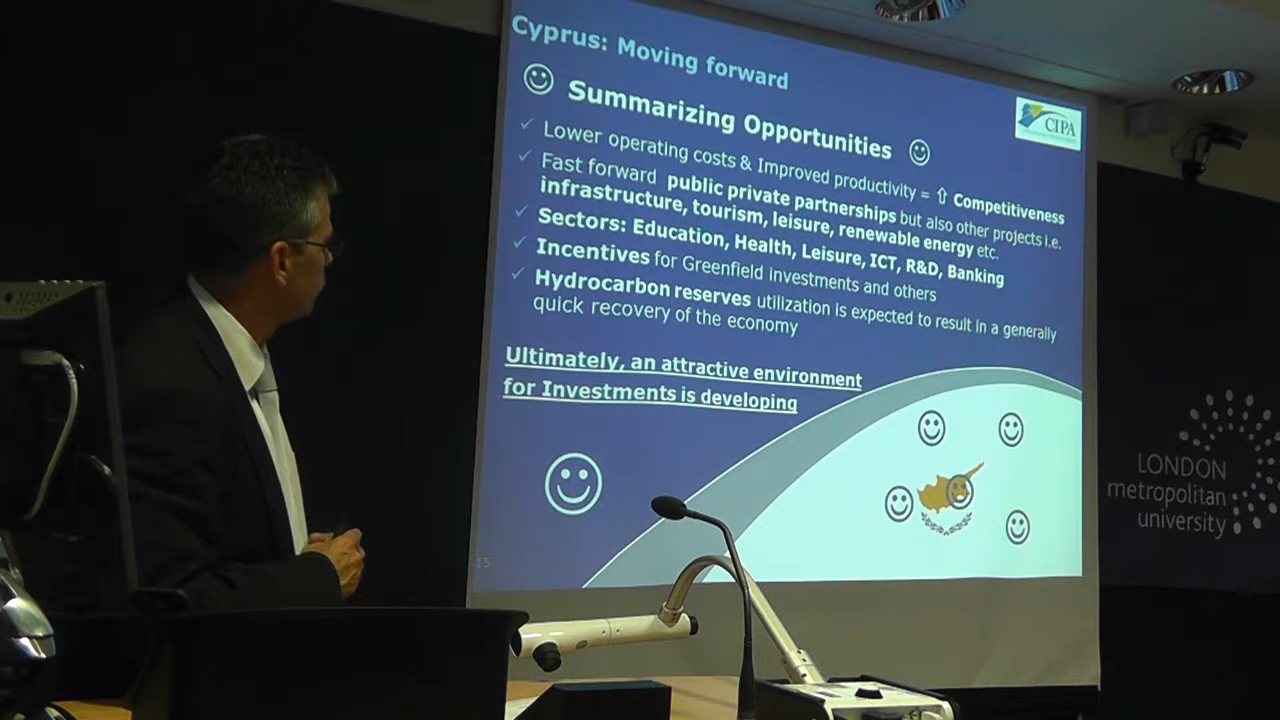 Cyprus: Moving forward
Summarizing Opportunities
CIPA
✓ Lower operating costs & Improved productivity = ⇧ Competitiveness
✓ Fast forward public private partnerships but also other projects i.e.
infrastructure, tourism, leisure, renewable energy etc.
✓ Sectors: Education, Health, Leisure, ICT, R&D, Banking
✓ Incentives for Greenfield investments and others
✓ Hydrocarbon reserves utilization is expected to result in a generally
quick recovery of the economy
Ultimately, an attractive environment
for Investments is developing
15
LONDON
metropolitan
university